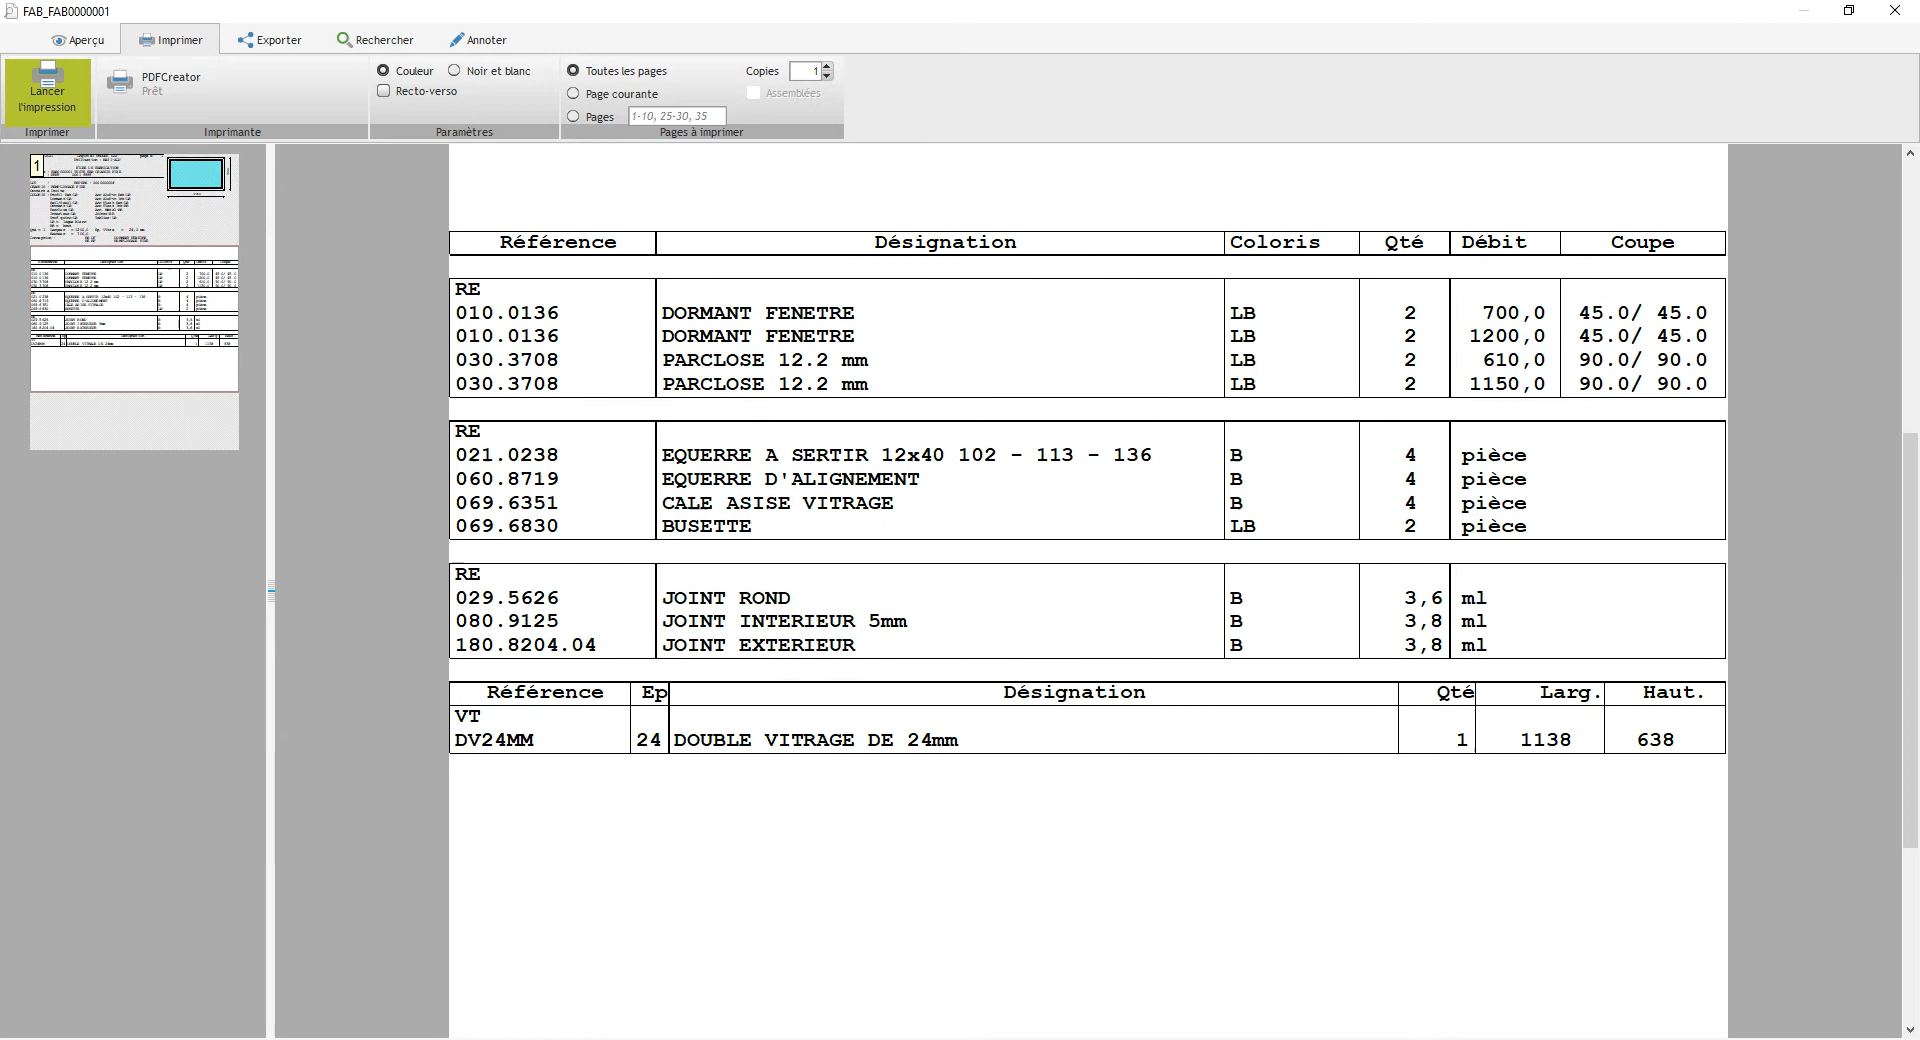 FAB_FAB0000001
Aperçu Imprimer Exporter Rechercher Annoter
Lancer l'impression
PDFCreator
Prêt
Couleur Noir et blanc
Recto-verso
Toutes les pages
Page courante
Pages 1-10, 25-30, 35
Copies 1
Assemblées
Imprimer Imprimante Paramètres Pages à imprimer
1
Référence Désignation Coloris Qté Débit Coupe
RE
010.0136 DORMANT FENETRE LB 2 700,0 45.0/ 45.0
010.0136 DORMANT FENETRE LB 2 1200,0 45.0/ 45.0
030.3708 PARCLOSE 12.2 mm LB 2 610,0 90.0/ 90.0
030.3708 PARCLOSE 12.2 mm LB 2 1150,0 90.0/ 90.0
RE
021.0238 EQUERRE A SERTIR 12x40 102 - 113 - 136 B 4 pièce
060.8719 EQUERRE D'ALIGNEMENT B 4 pièce
069.6351 CALE ASISE VITRAGE B 4 pièce
069.6830 BUSETTE LB 2 pièce
RE
029.5626 JOINT ROND B 3,6 ml
080.9125 JOINT INTERIEUR 5mm B 3,8 ml
180.8204.04 JOINT EXTERIEUR B 3,8 ml
Référence Ep Désignation Qté Larg. Haut.
VT
DV24MM 24 DOUBLE VITRAGE DE 24mm 1 1138 638